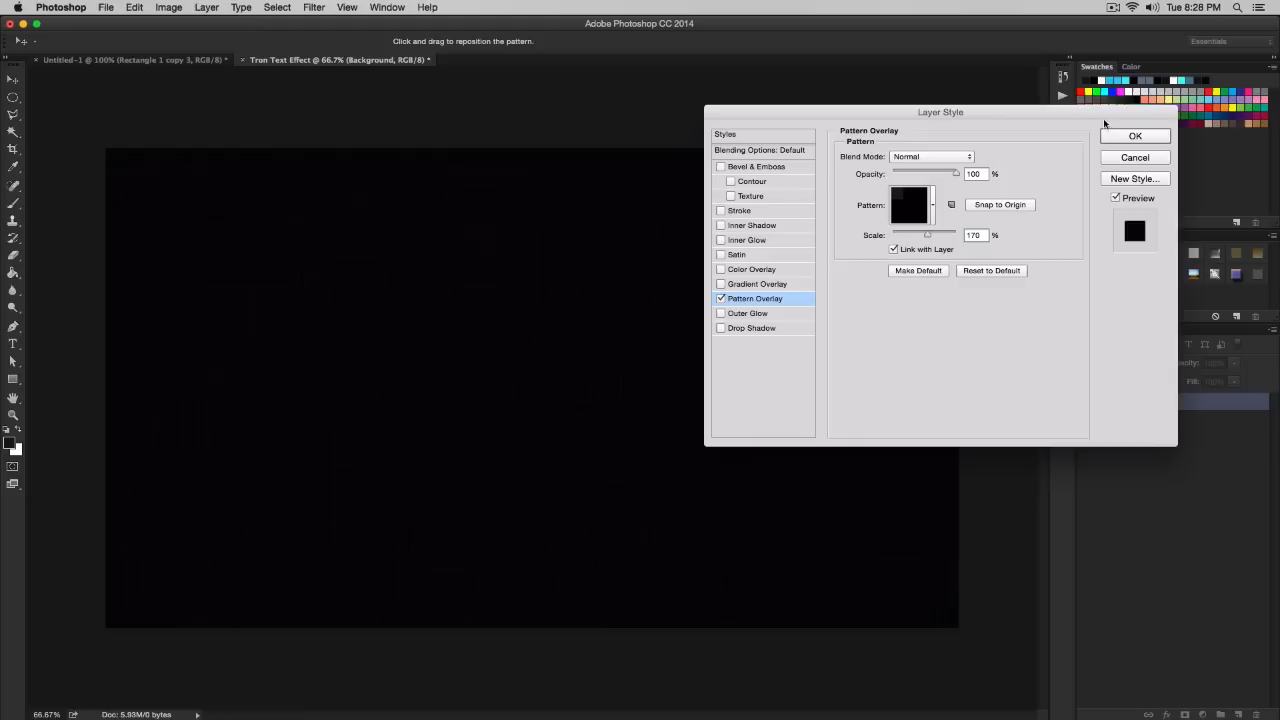 Photoshop File Edit Image Layer Type Select Filter View Window Help Tue 8:28 PM
Adobe Photoshop CC 2014
Click and drag to reposition the pattern. Essentials
Untitled-1 @ 100% (Rectangle 1 copy 3, RGB/8) * Tron Text Effect @ 66.7% (Background, RGB/8) *
Swatches Color
Layer Style
Styles
Blending Options: Default
Bevel & Emboss
Contour
Texture
Stroke
Inner Shadow
Inner Glow
Satin
Color Overlay
Gradient Overlay
Pattern Overlay
Outer Glow
Drop Shadow
Pattern Overlay
Pattern
Blend Mode: Normal
Opacity: 100 %
Pattern: Snap to Origin
Scale: 170 %
Link with Layer
Make Default Reset to Default
OK
Cancel
New Style...
Preview
Opacity: 100%
Fill: 100%
66.67% Doc: 5.93M/0 bytes